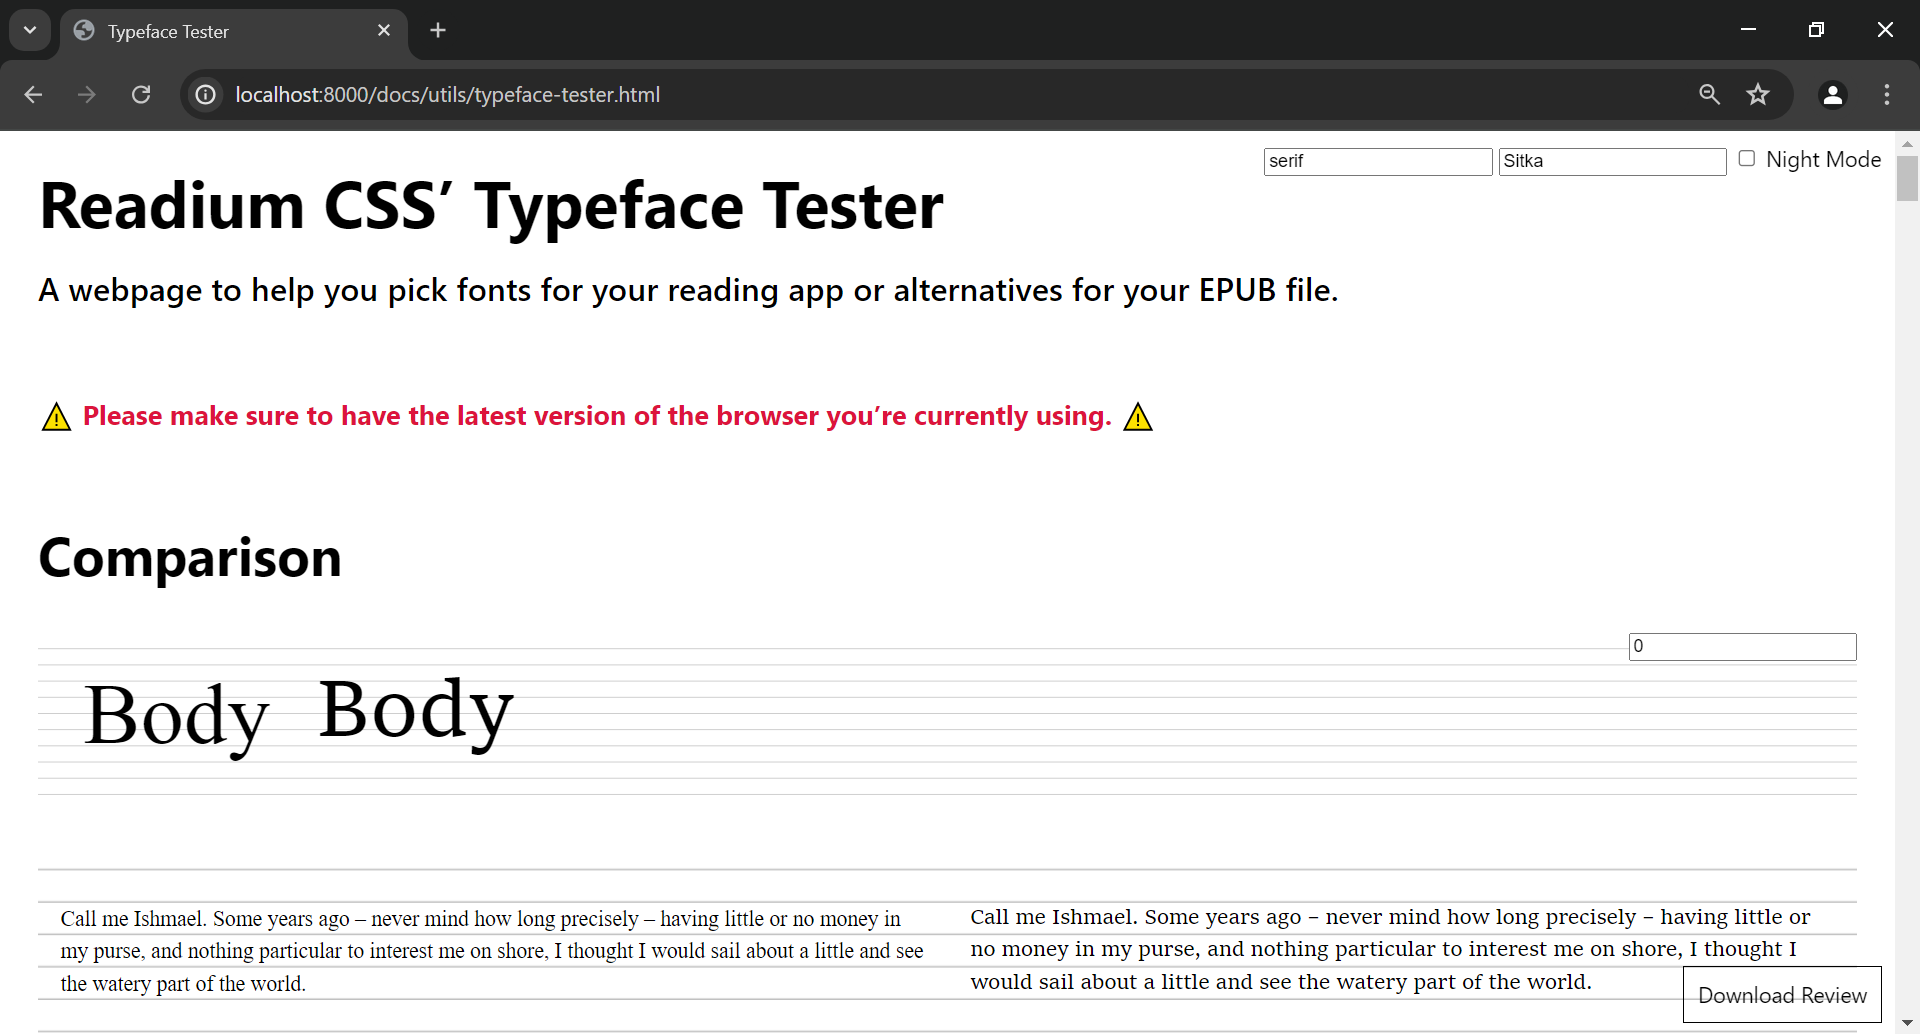 Typeface Tester
localhost:8000/docs/utils/typeface-tester.html
serif
Sitka
Night Mode
Readium CSS’ Typeface Tester
A webpage to help you pick fonts for your reading app or alternatives for your EPUB file.
⚠ Please make sure to have the latest version of the browser you’re currently using. ⚠
Comparison
0
Body Body
Call me Ishmael. Some years ago – never mind how long precisely – having little or no money in
my purse, and nothing particular to interest me on shore, I thought I would sail about a little and see
the watery part of the world.
Call me Ishmael. Some years ago – never mind how long precisely – having little or
no money in my purse, and nothing particular to interest me on shore, I thought I
would sail about a little and see the watery part of the world.
Download Review